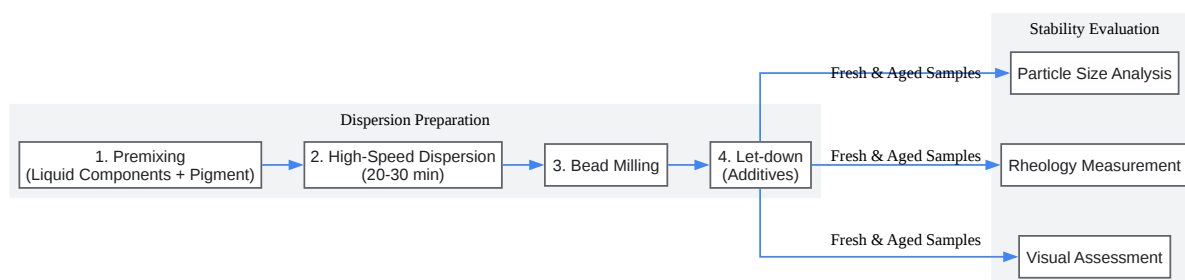 Stability Evaluation
Fresh & Aged Samples
Particle Size Analysis
Dispersion Preparation
1. Premixing
(Liquid Components + Pigment)
2. High-Speed Dispersion
(20-30 min)
3. Bead Milling
4. Let-down
(Additives)
Fresh & Aged Samples
Rheology Measurement
Fresh & Aged Samples
Visual Assessment